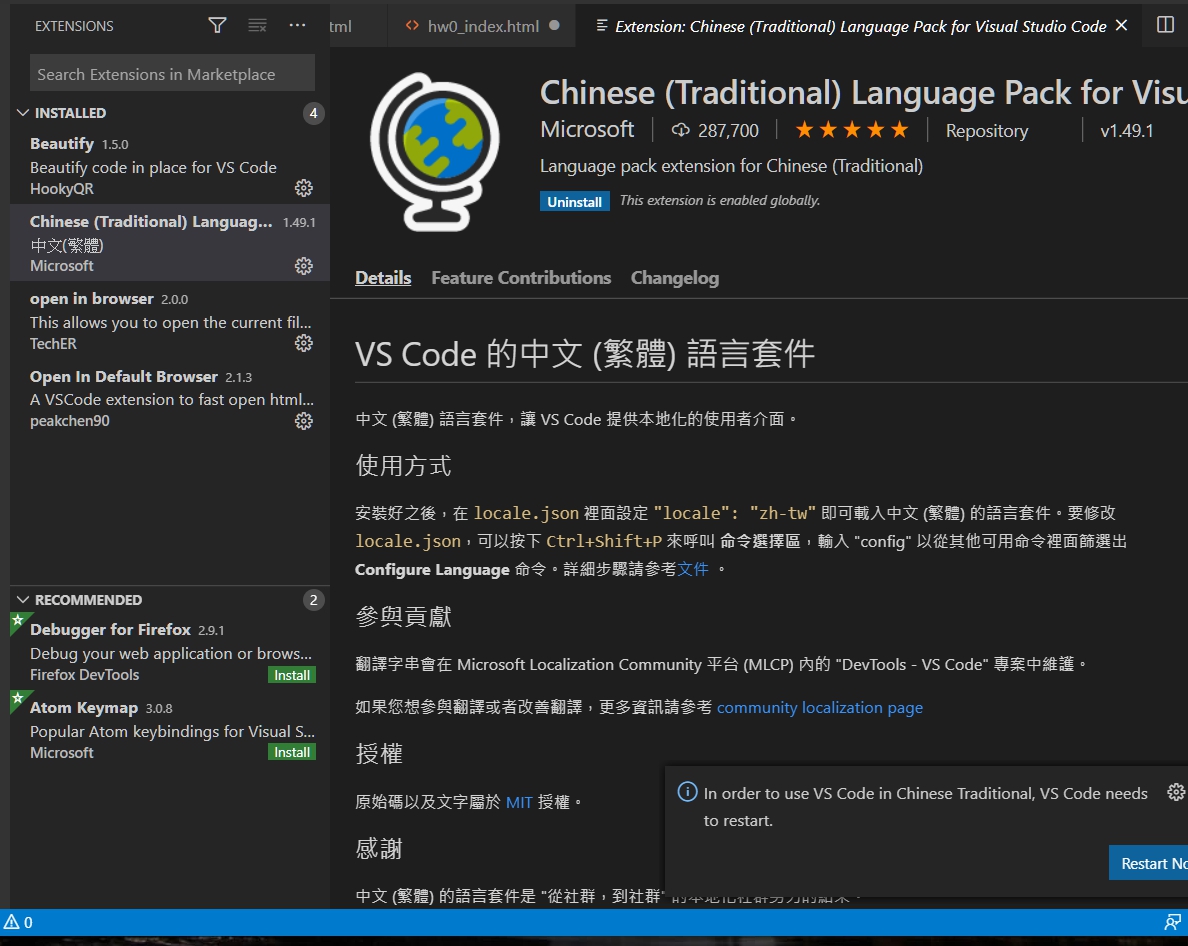 EXTENSIONS
tml
hw0_index.html
Extension: Chinese (Traditional) Language Pack for Visual Studio Code
Search Extensions in Marketplace
INSTALLED
4
Beautify 1.5.0
Beautify code in place for VS Code
HookyQR
Chinese (Traditional) Languag... 1.49.1
中文(繁體)
Microsoft
open in browser 2.0.0
This allows you to open the current fil...
TechER
Open In Default Browser 2.1.3
A VSCode extension to fast open html...
peakchen90
RECOMMENDED
2
Debugger for Firefox 2.9.1
Debug your web application or brows...
Firefox DevTools
Install
Atom Keymap 3.0.8
Popular Atom keybindings for Visual S...
Microsoft
Install
Chinese (Traditional) Language Pack for Visu
Microsoft
287,700
Repository
v1.49.1
Language pack extension for Chinese (Traditional)
Uninstall
This extension is enabled globally.
Details
Feature Contributions
Changelog
VS Code 的中文 (繁體) 語言套件
中文 (繁體) 語言套件，讓 VS Code 提供本地化的使用者介面。
使用方式
安裝好之後，在 locale.json 裡面設定 "locale": "zh-tw" 即可載入中文 (繁體) 的語言套件。要修改
locale.json，可以按下 Ctrl+Shift+P 來呼叫 命令選擇區，輸入 "config" 以從其他可用命令裡面篩選出
Configure Language 命令。詳細步驟請參考文件 。
參與貢獻
翻譯字串會在 Microsoft Localization Community 平台 (MLCP) 內的 "DevTools - VS Code" 專案中維護。
如果您想參與翻譯或者改善翻譯，更多資訊請參考 community localization page
授權
原始碼以及文字屬於 MIT 授權。
感謝
中文 (繁體) 的語言套件是 "從社群，到社群" 的本地化社群努力的結果。
In order to use VS Code in Chinese Traditional, VS Code needs
to restart.
Restart No
0